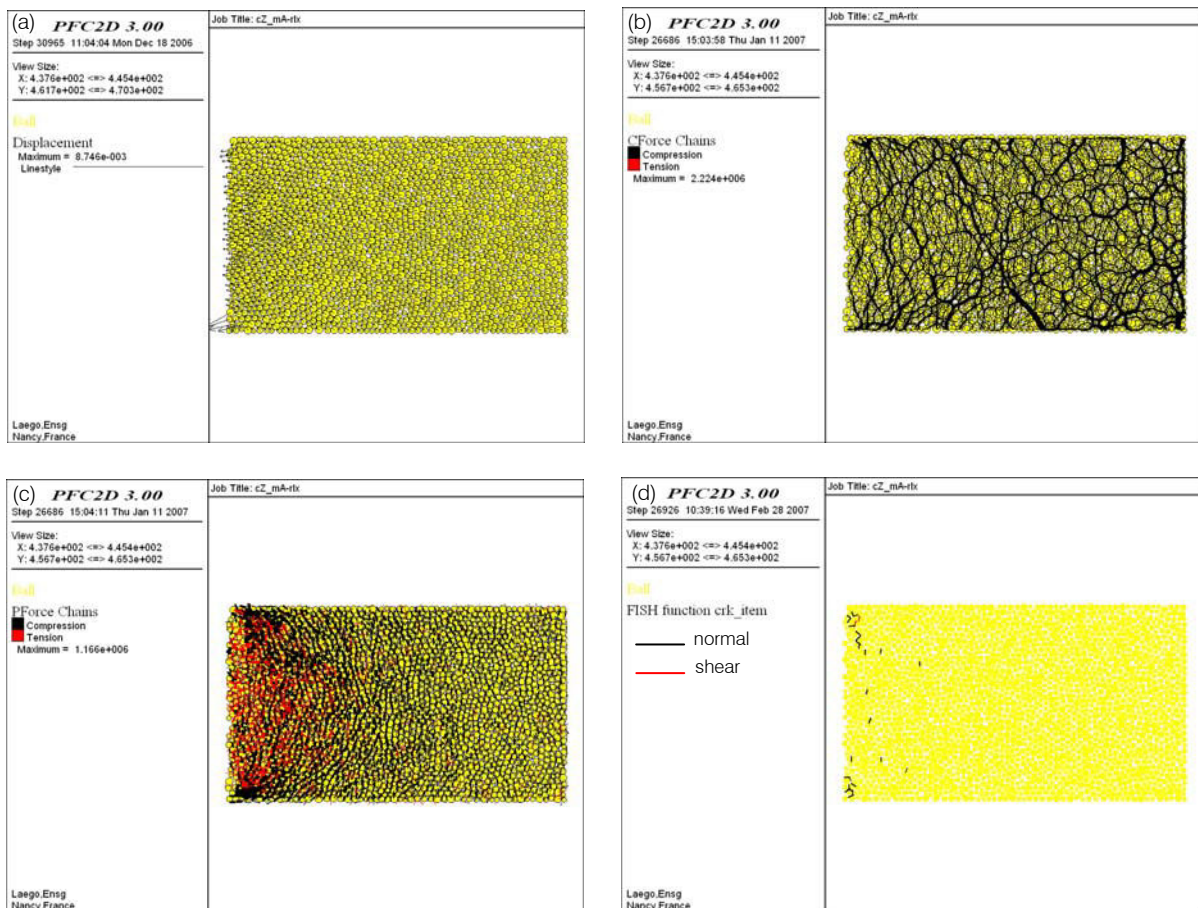 (a)
PFC2D 3.00
Step 30965 11:04:04 Mon Dec 18 2006
View Size:
X: 4.376e+002 <=> 4.454e+002
Y: 4.617e+002 <=> 4.703e+002
Ball
Displacement
Maximum = 8.746e-003
Linestyle
Laego,Ensg
Nancy,France
Job Title: cZ_mA-rlx
(b)
PFC2D 3.00
Step 26686 15:03:58 Thu Jan 11 2007
View Size:
X: 4.376e+002 <=> 4.454e+002
Y: 4.567e+002 <=> 4.653e+002
Ball
CForce Chains
Compression
Tension
Maximum = 2.224e+006
Laego,Ensg
Nancy,France
Job Title: cZ_mA-rlx
(c)
PFC2D 3.00
Step 26686 15:04:11 Thu Jan 11 2007
View Size:
X: 4.376e+002 <=> 4.454e+002
Y: 4.567e+002 <=> 4.653e+002
Ball
PForce Chains
Compression
Tension
Maximum = 1.166e+006
Laego,Ensg
Nancy,France
Job Title: cZ_mA-rlx
(d)
PFC2D 3.00
Step 26926 10:39:16 Wed Feb 28 2007
View Size:
X: 4.376e+002 <=> 4.454e+002
Y: 4.567e+002 <=> 4.653e+002
Ball
FISH function crk_item
normal
shear
Laego,Ensg
Nancy,France
Job Title: cZ_mA-rlx